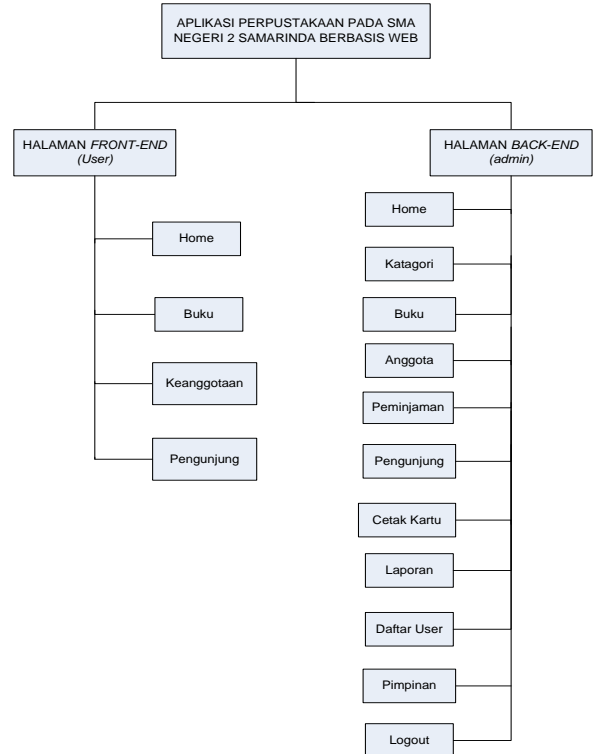 APLIKASI PERPUSTAKAAN PADA SMA
NEGERI 2 SAMARINDA BERBASIS WEB
HALAMAN FRONT-END
(User)
Home
Buku
Keanggotaan
Pengunjung
HALAMAN BACK-END
(admin)
Home
Katagori
Buku
Anggota
Peminjaman
Pengunjung
Cetak Kartu
Laporan
Daftar User
Pimpinan
Logout